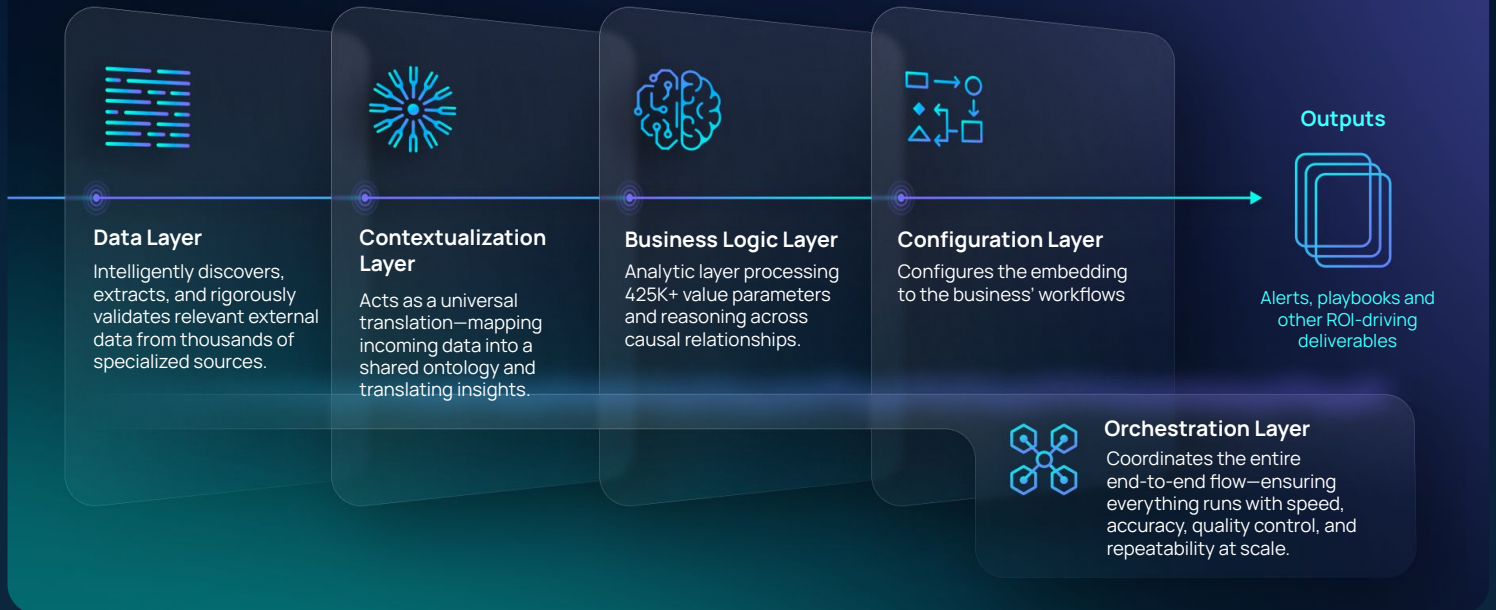 Data Layer
Intelligently discovers,
extracts, and rigorously
validates relevant external
data from thousands of
specialized sources.
Contextualization
Layer
Acts as a universal
translation—mapping
incoming data into a
shared ontology and
translating insights.
Business Logic Layer
Analytic layer processing
425K+ value parameters
and reasoning across
causal relationships.
Configuration Layer
Configures the embedding
to the business’ workflows
Outputs
Alerts, playbooks and
other ROI-driving
deliverables
Orchestration Layer
Coordinates the entire
end-to-end flow—ensuring
everything runs with speed,
accuracy, quality control, and
repeatability at scale.